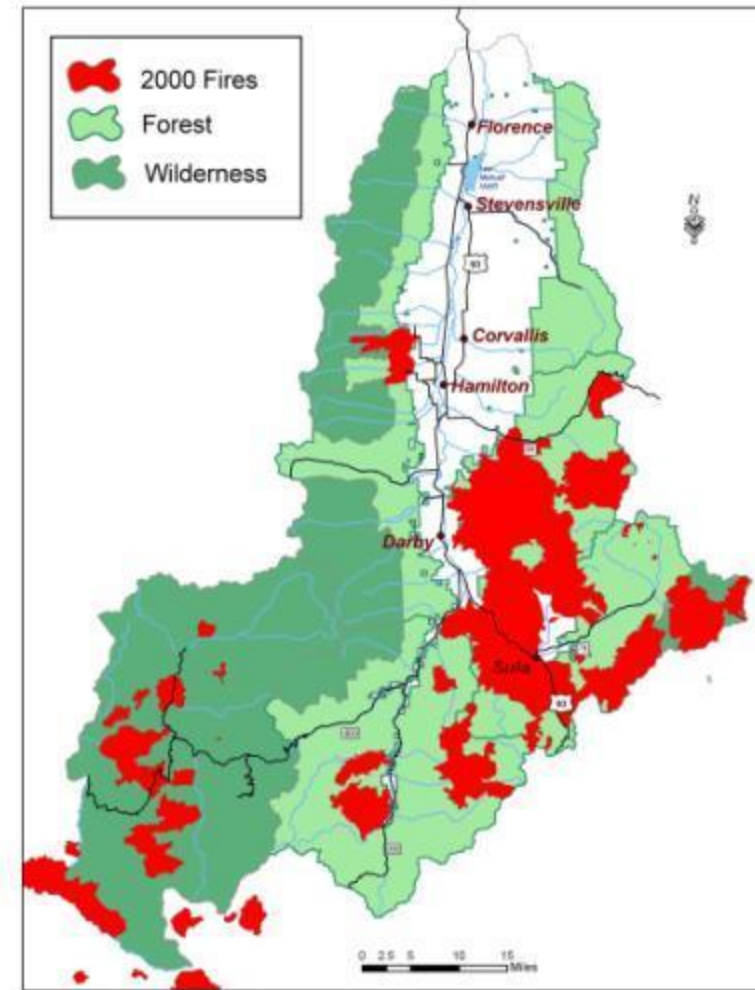 2000 Fires
Forest
Wilderness
Florence
Stevensville
93
Corvallis
Hamilton
Darby
Sula
93
N
0 2.5 5 10 15
Miles